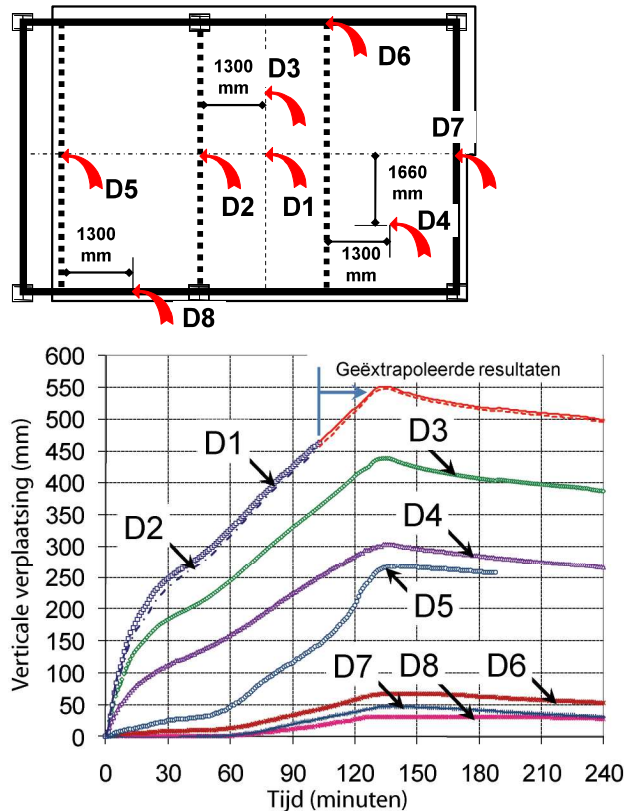 D6
1300
mm
D3
D7
D5
D2
D1
1660
mm
D4
1300
mm
1300
mm
D8
Geëxtrapoleerde resultaten
Verticale verplaatsing (mm)
600
550
500
450
400
350
300
250
200
150
100
50
0
D1
D2
D3
D4
D5
D7
D8
D6
0
30
60
90
120
150
180
210
240
Tijd (minuten)